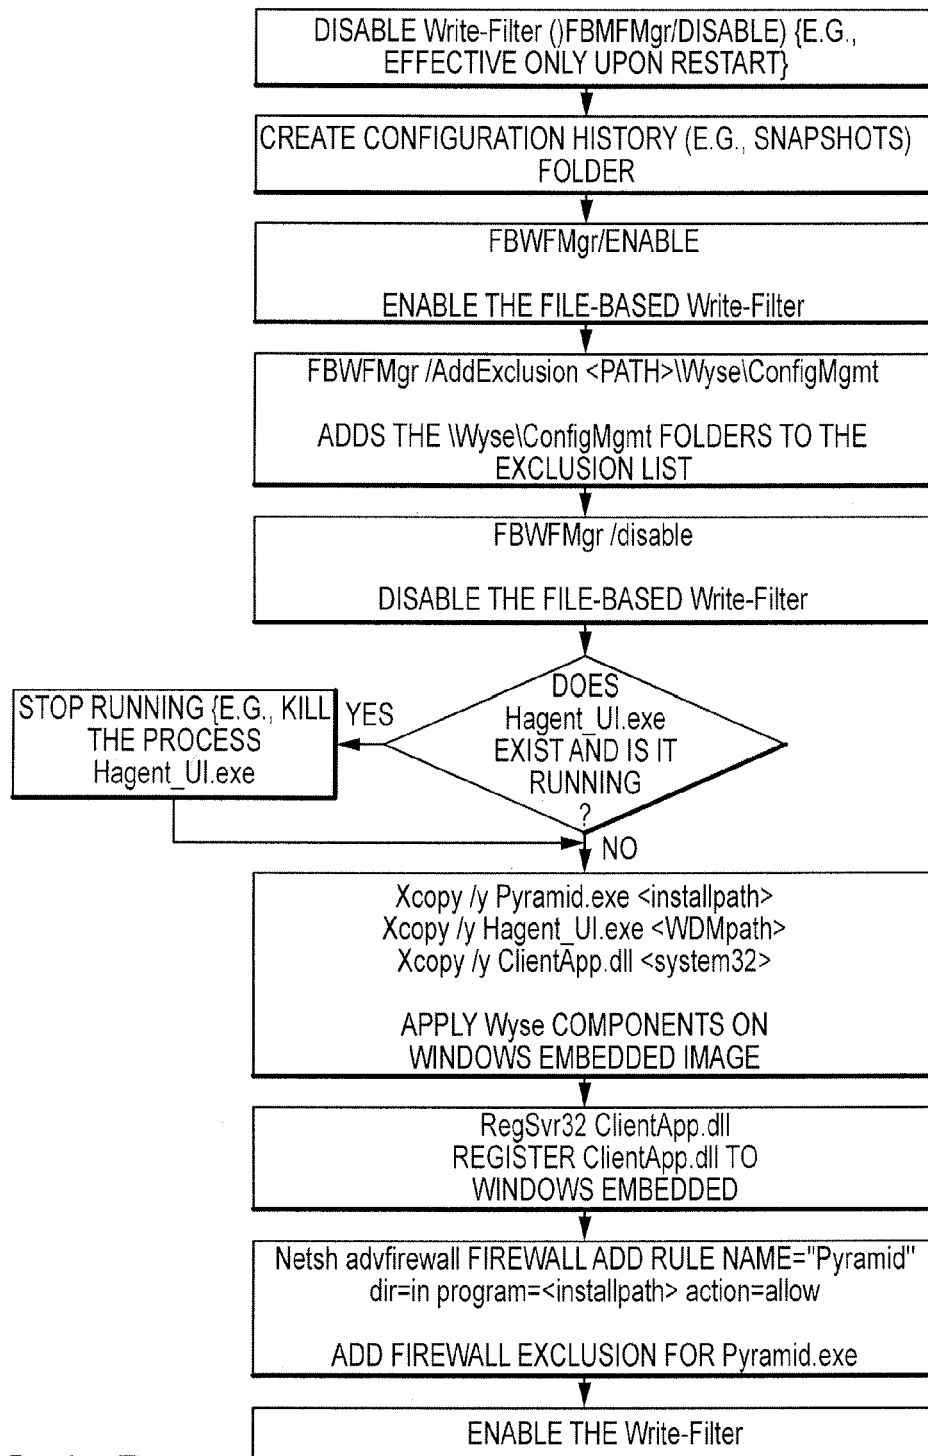 DISABLE Write-Filter ()FBMFMgr/DISABLE) {E.G.,
EFFECTIVE ONLY UPON RESTART}
CREATE CONFIGURATION HISTORY (E.G., SNAPSHOTS)
FOLDER
FBWFMgr/ENABLE
ENABLE THE FILE-BASED Write-Filter
FBWFMgr /AddExclusion <PATH>\Wyse\ConfigMgmt
ADDS THE \Wyse\ConfigMgmt FOLDERS TO THE
EXCLUSION LIST
FBWFMgr /disable
DISABLE THE FILE-BASED Write-Filter
DOES
Hagent_UI.exe
EXIST AND IS IT
RUNNING
?
YES
STOP RUNNING {E.G., KILL
THE PROCESS
Hagent_UI.exe
NO
Xcopy /y Pyramid.exe <installpath>
Xcopy /y Hagent_UI.exe <WDMpath>
Xcopy /y ClientApp.dll <system32>
APPLY Wyse COMPONENTS ON
WINDOWS EMBEDDED IMAGE
RegSvr32 ClientApp.dll
REGISTER ClientApp.dll TO
WINDOWS EMBEDDED
Netsh advfirewall FIREWALL ADD RULE NAME="Pyramid"
dir=in program=<installpath> action=allow
ADD FIREWALL EXCLUSION FOR Pyramid.exe
ENABLE THE Write-Filter